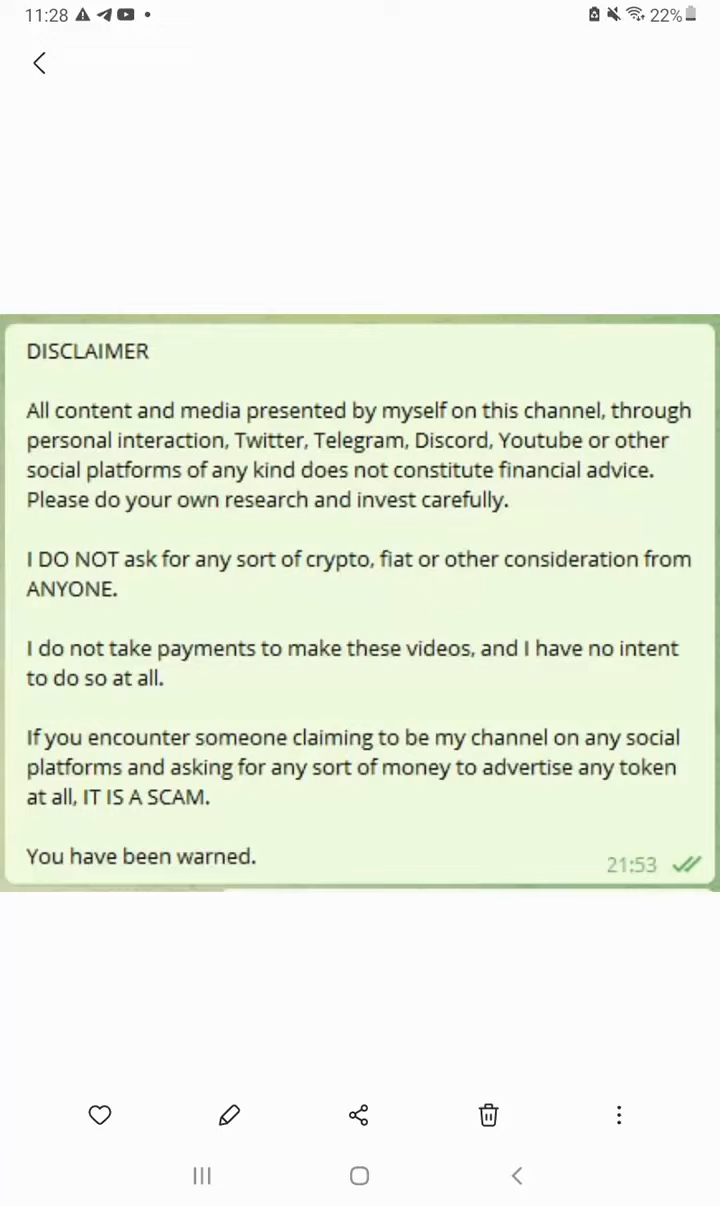 11:28 22%
DISCLAIMER
All content and media presented by myself on this channel, through
personal interaction, Twitter, Telegram, Discord, Youtube or other
social platforms of any kind does not constitute financial advice.
Please do your own research and invest carefully.
I DO NOT ask for any sort of crypto, fiat or other consideration from
ANYONE.
I do not take payments to make these videos, and I have no intent
to do so at all.
If you encounter someone claiming to be my channel on any social
platforms and asking for any sort of money to advertise any token
at all, IT IS A SCAM.
You have been warned.
21:53